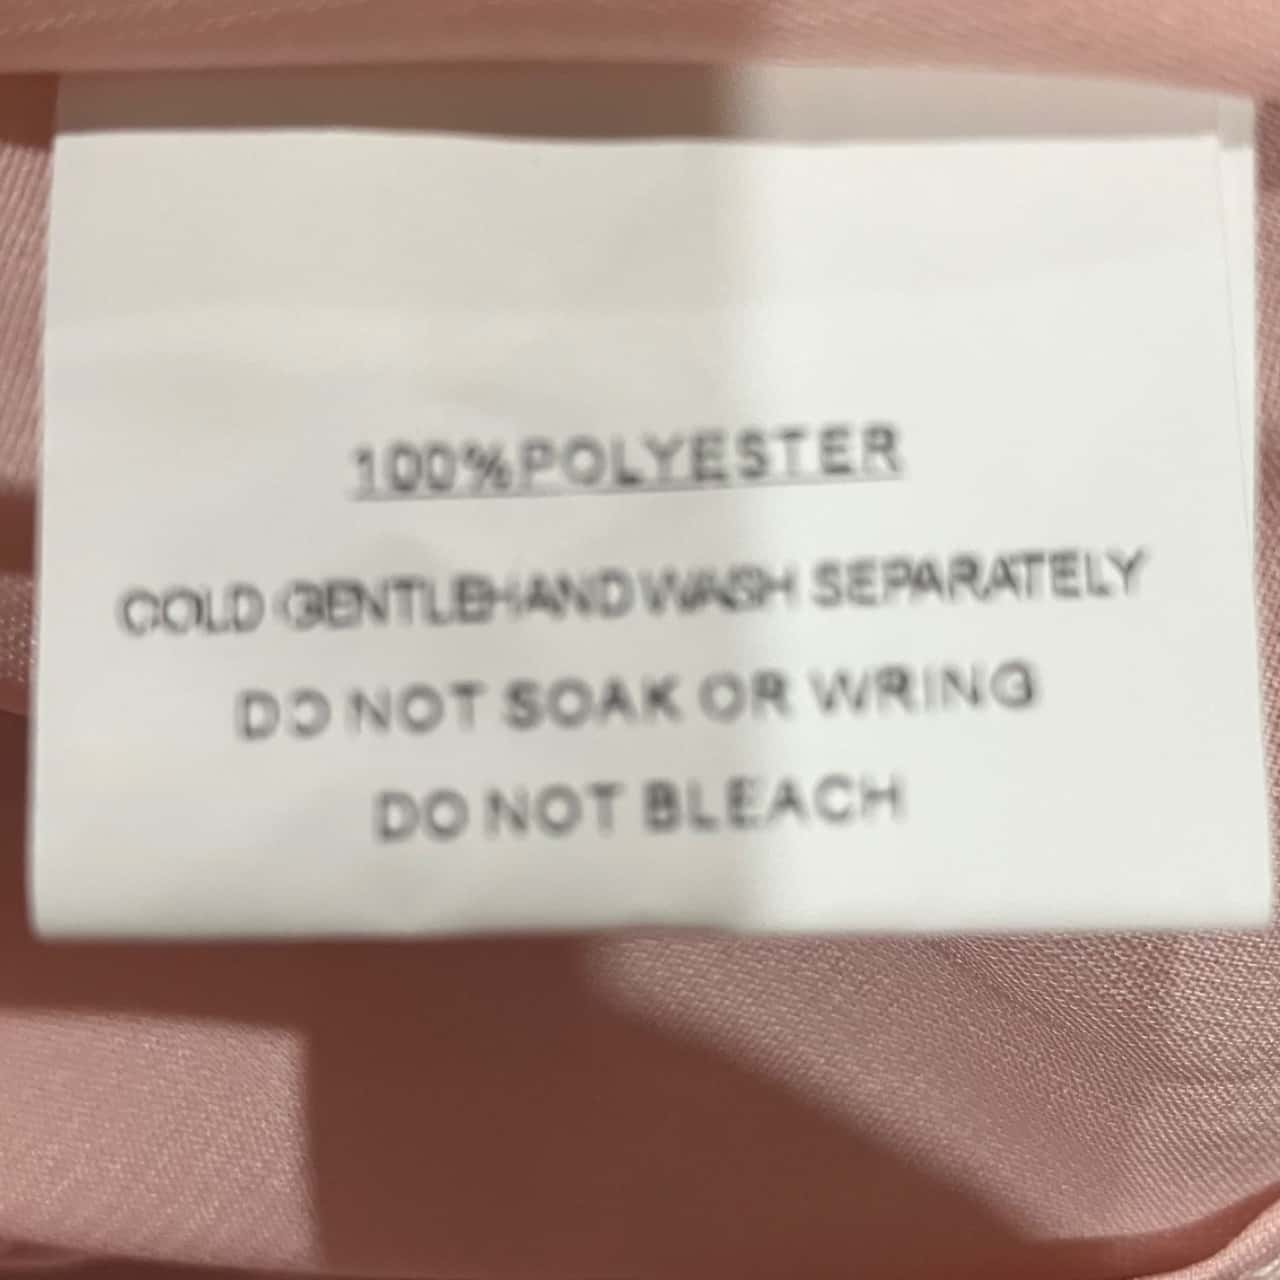 100%POLYESTER
COLD GENTLE HAND WASH SEPARATELY
DO NOT SOAK OR WRING
DO NOT BLEACH